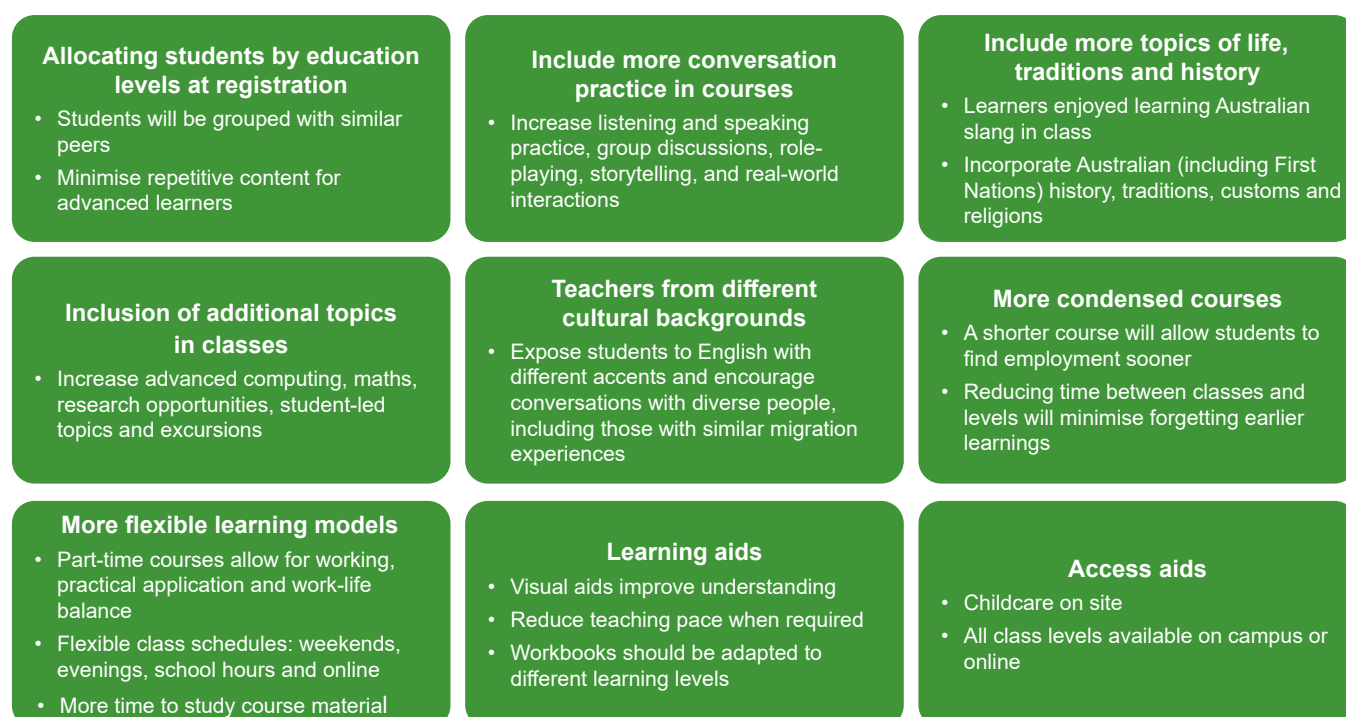 Allocating students by education
levels at registration
• Students will be grouped with similar
peers
• Minimise repetitive content for
advanced learners
Include more conversation
practice in courses
• Increase listening and speaking
practice, group discussions, role-
playing, storytelling, and real-world
interactions
Include more topics of life,
traditions and history
• Learners enjoyed learning Australian
slang in class
• Incorporate Australian (including First
Nations) history, traditions, customs and
religions
Inclusion of additional topics
in classes
• Increase advanced computing, maths,
research opportunities, student-led
topics and excursions
Teachers from different
cultural backgrounds
• Expose students to English with
different accents and encourage
conversations with diverse people,
including those with similar migration
experiences
More condensed courses
• A shorter course will allow students to
find employment sooner
• Reducing time between classes and
levels will minimise forgetting earlier
learnings
More flexible learning models
• Part-time courses allow for working,
practical application and work-life
balance
• Flexible class schedules: weekends,
evenings, school hours and online
• More time to study course material
Learning aids
• Visual aids improve understanding
• Reduce teaching pace when required
• Workbooks should be adapted to
different learning levels
Access aids
• Childcare on site
• All class levels available on campus or
online